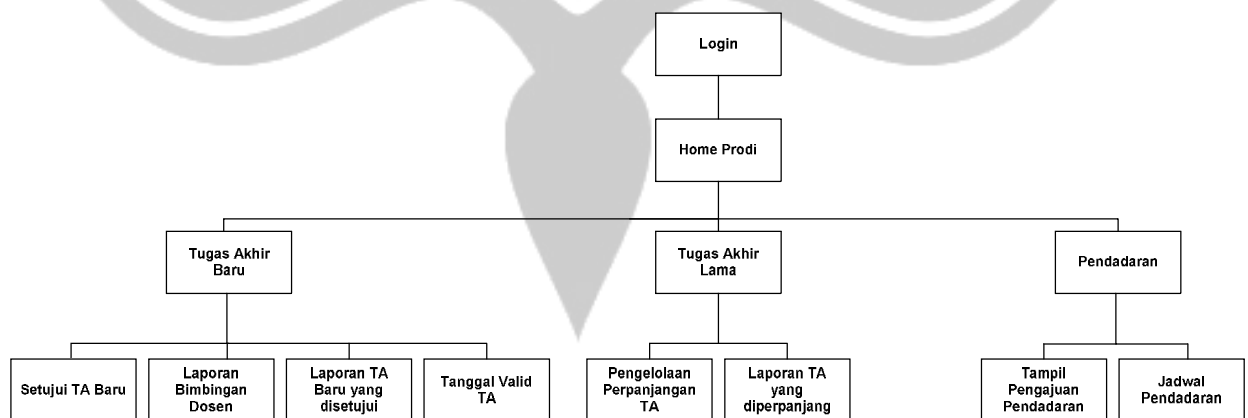 Login
Home Prodi
Tugas Akhir
Baru
Tugas Akhir
Lama
Pendadaran
Setujui TA Baru
Laporan
Bimbingan
Dosen
Laporan TA
Baru yang
disetujui
Tanggal Valid
TA
Pengelolaan
Perpanjangan
TA
Laporan TA
yang
diperpanjang
Tampil
Pengajuan
Pendadaran
Jadwal
Pendadaran